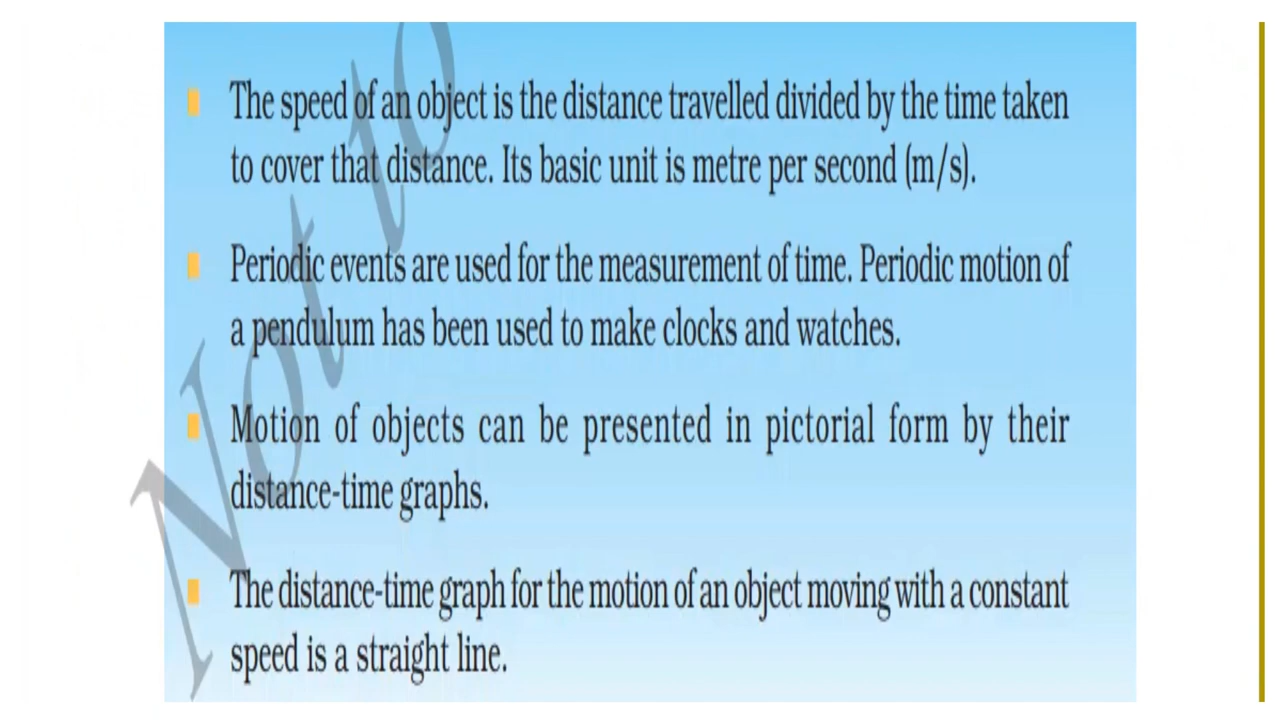 The speed of an object is the distance travelled divided by the time taken
to cover that distance. Its basic unit is metre per second (m/s).
Periodic events are used for the measurement of time. Periodic motion of
a pendulum has been used to make clocks and watches.
Motion of objects can be presented in pictorial form by their
distance-time graphs.
The distance-time graph for the motion of an object moving with a constant
speed is a straight line.
Not to